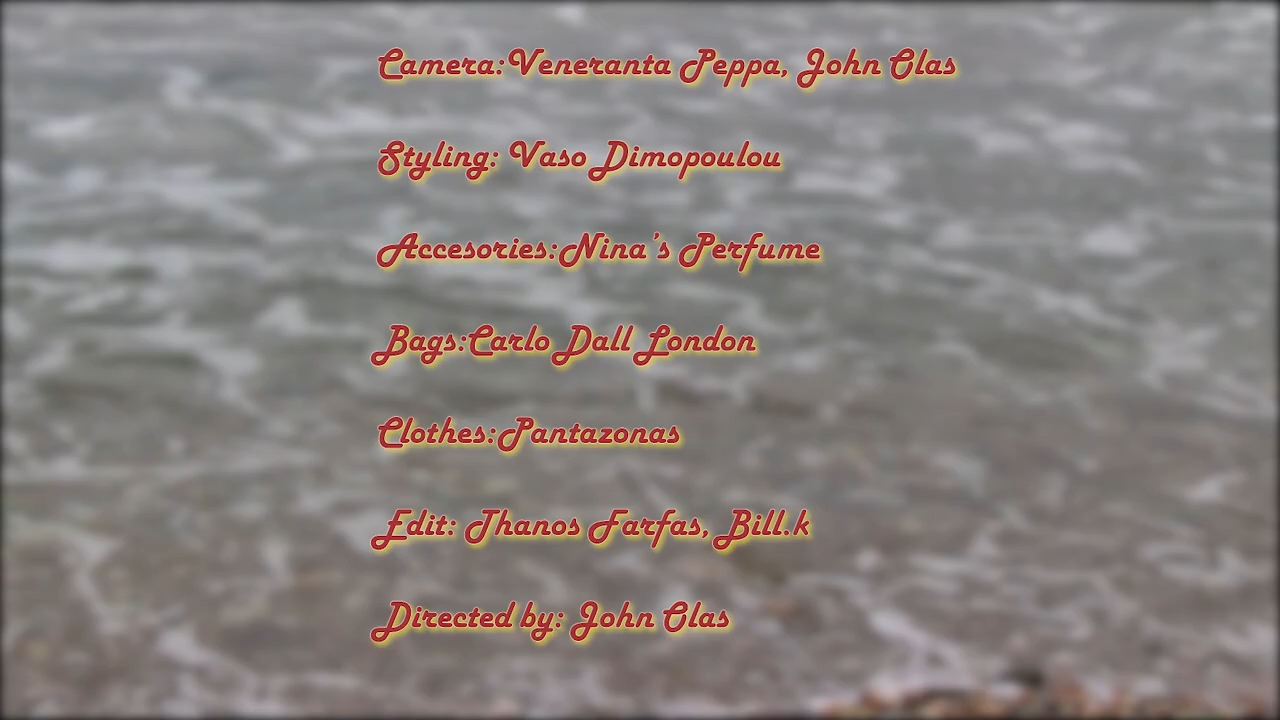 Camera:Veneranta Peppa, John Olas
Styling: Vaso Dimopoulou
Accesories:Nina's Perfume
Bags:Carlo Dall London
Clothes:Pantazonas
Edit: Thanos Farfas, Bill.k
Directed by: John Olas